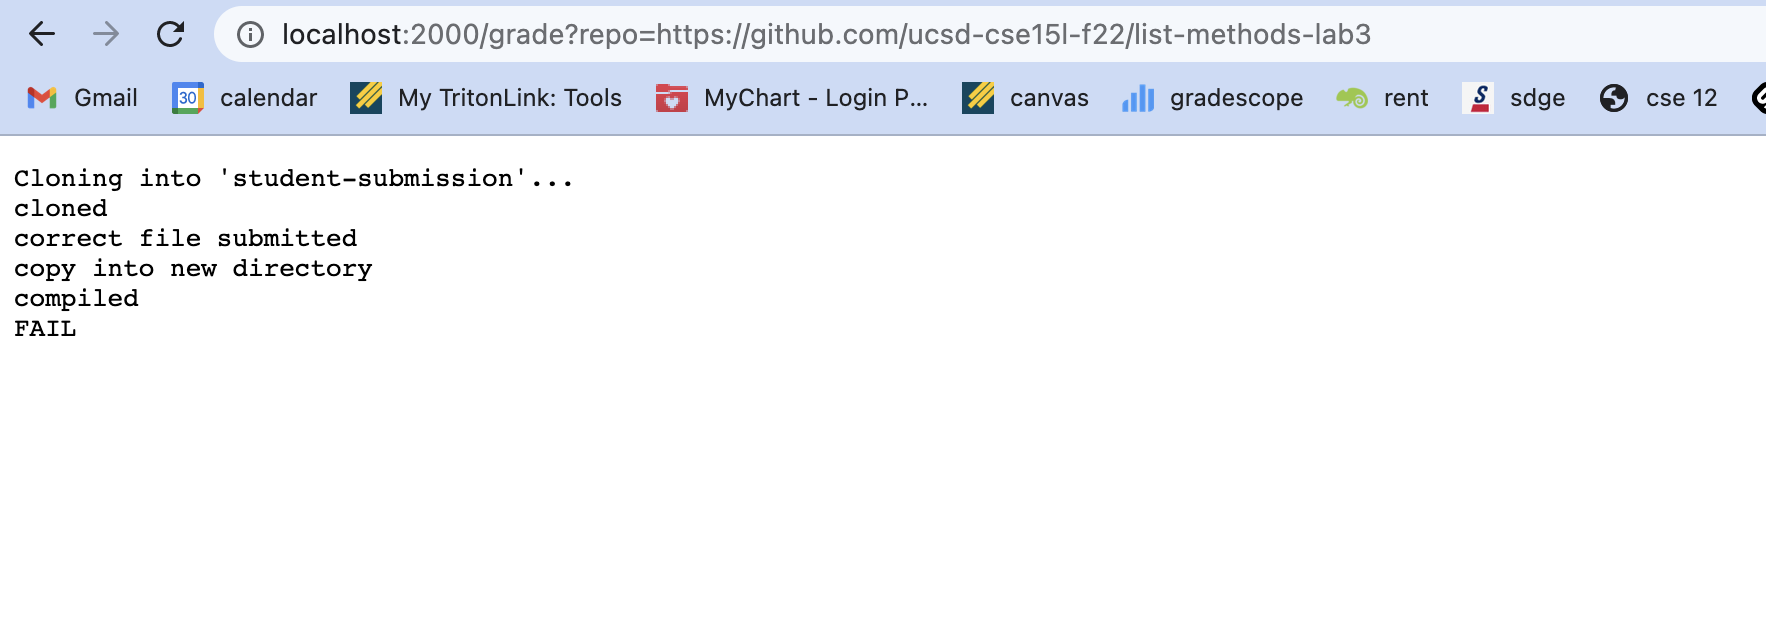 localhost:2000/grade?repo=https://github.com/ucsd-cse15l-f22/list-methods-lab3
Gmail 30 calendar My TritonLink: Tools MyChart - Login P... canvas gradescope rent S sdge cse 12
Cloning into 'student-submission'...
cloned
correct file submitted
copy into new directory
compiled
FAIL